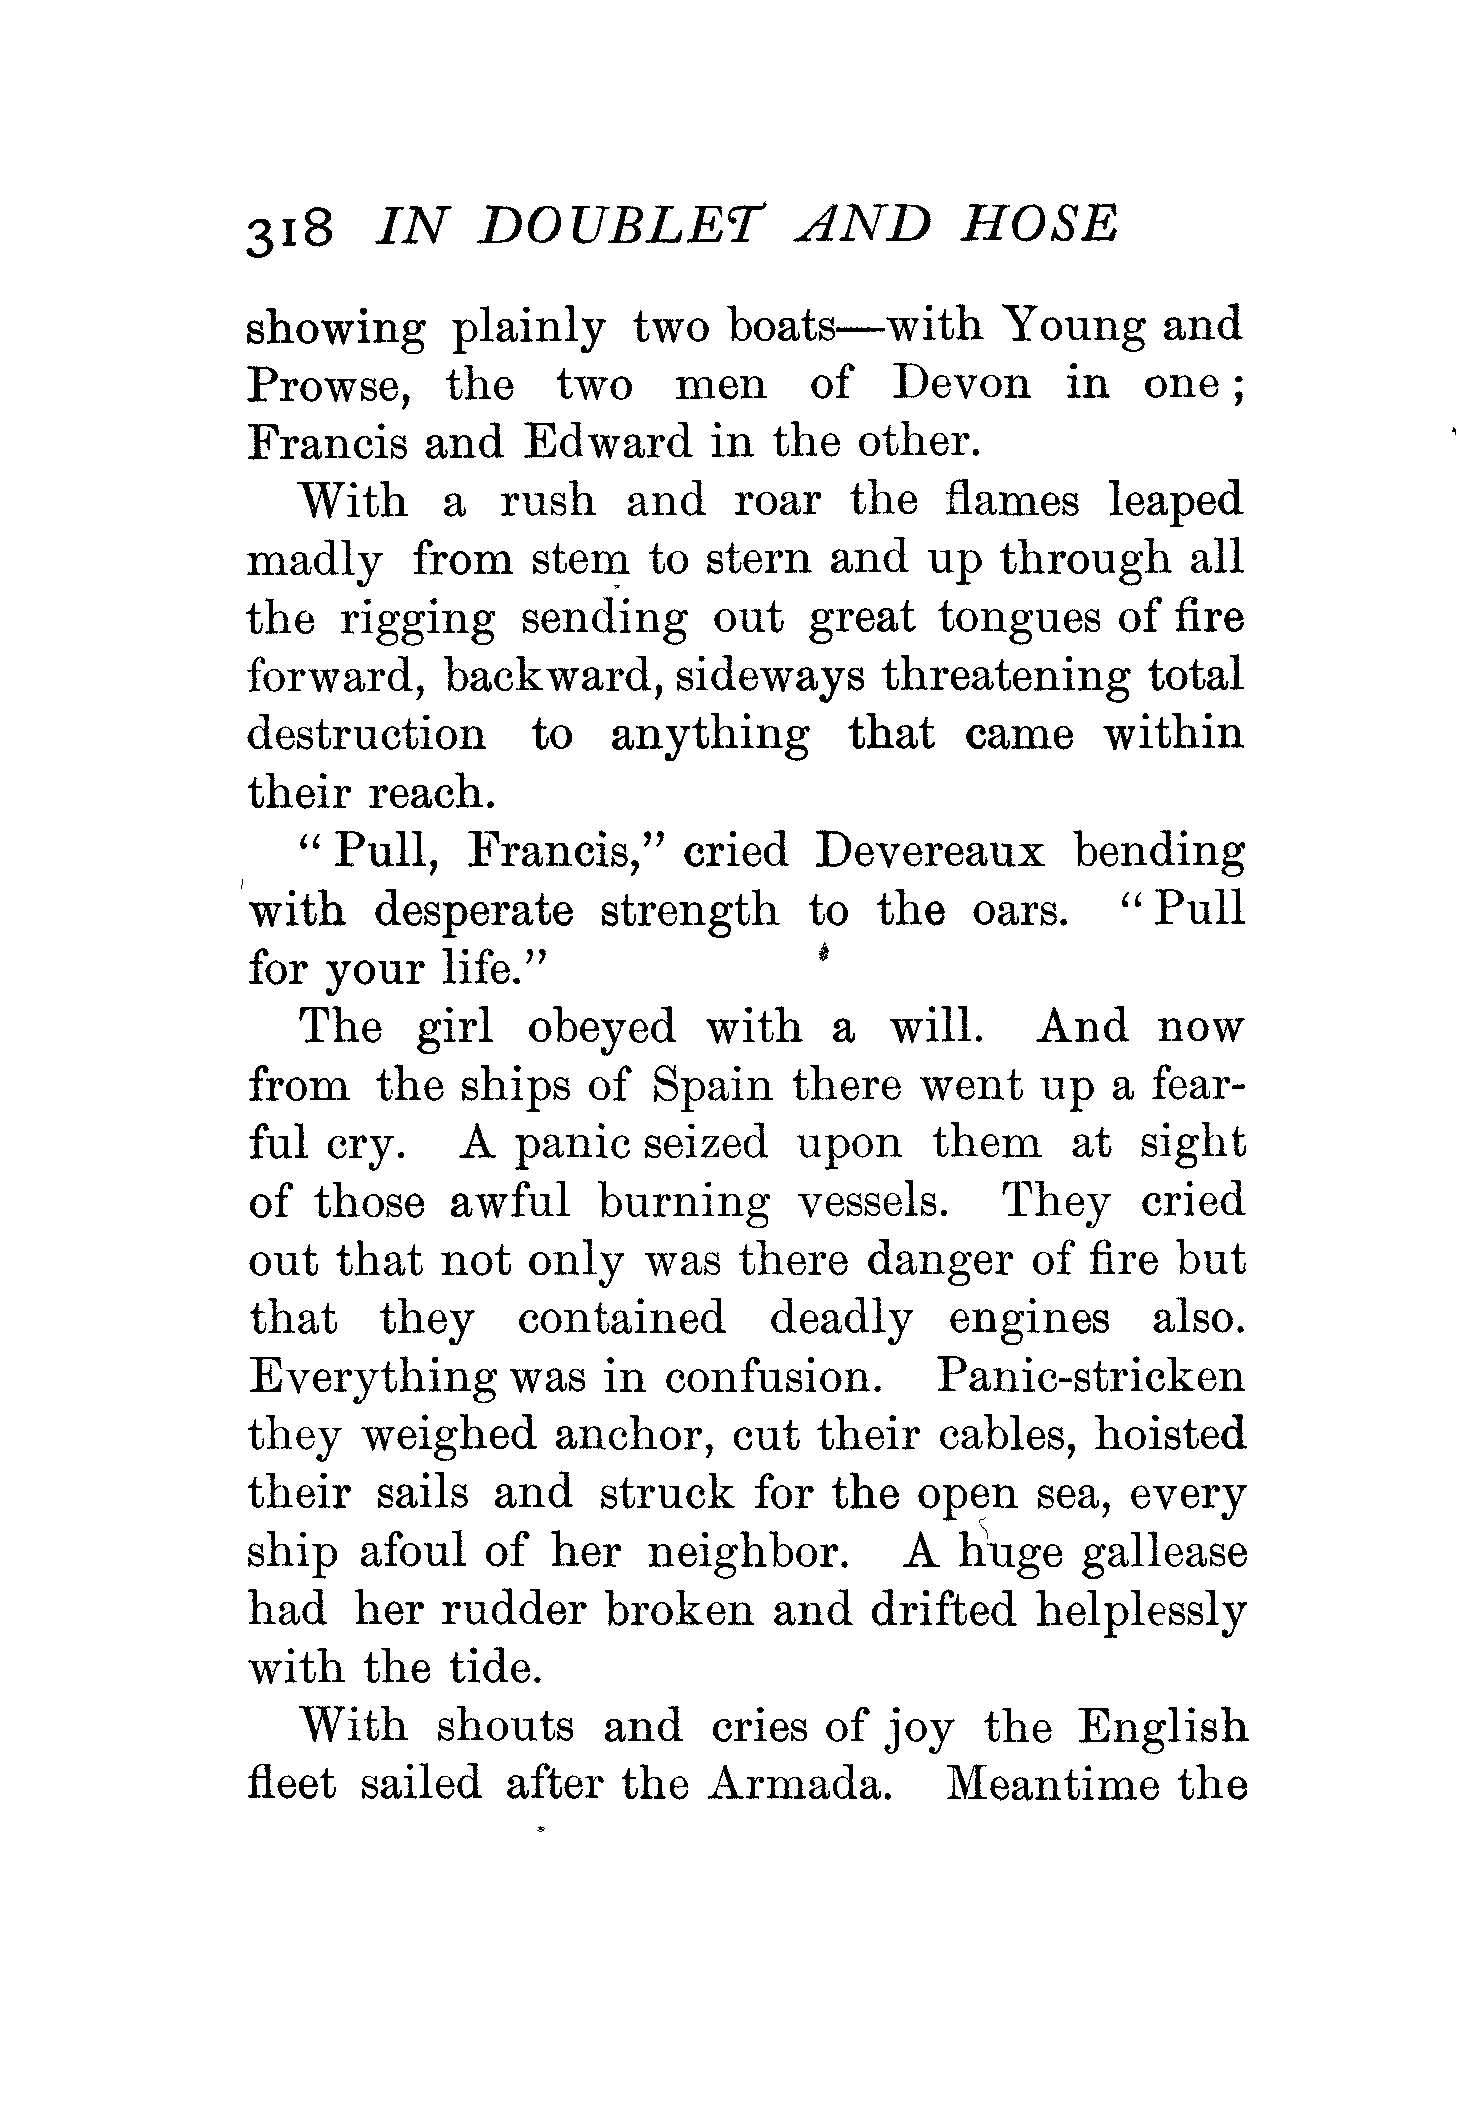 318 IN DOUBLET AND HOSE
showing plainly two boats—with Young and
Prowse, the two men of Devon in one ;
Francis and Edward in the other.
With a rush and roar the flames leaped
madly from stem to stern and up through all
the rigging sending out great tongues of fire
forward, backward, sideways threatening total
destruction to anything that came within
their reach.
“ Pull, Francis,” cried Devereaux bending
with desperate strength to the oars. “ Pull
for your life.”
The girl obeyed with a will. And now
from the ships of Spain there went up a fear-
ful cry. A panic seized upon them at sight
of those awful burning vessels. They cried
out that not only was there danger of fire but
that they contained deadly engines also.
Everything was in confusion. Panic-stricken
they weighed anchor, cut their cables, hoisted
their sails and struck for the open sea, every
ship afoul of her neighbor. A huge gallease
had her rudder broken and drifted helplessly
with the tide.
With shouts and cries of joy the English
fleet sailed after the Armada. Meantime the